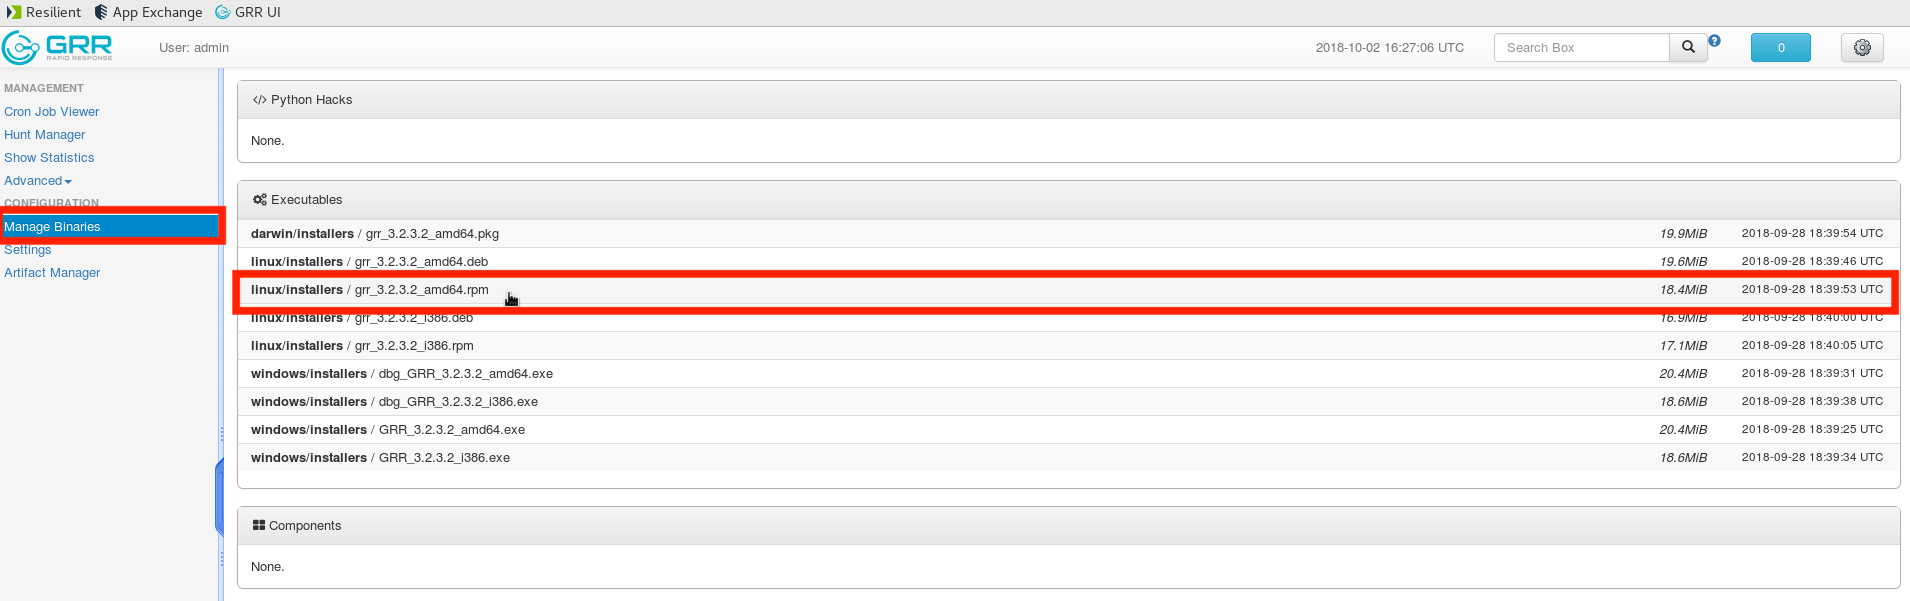 Resilient App Exchange GRR UI
GRR RAPID RESPONSE User: admin 2018-10-02 16:27:06 UTC Search Box 0
MANAGEMENT
Cron Job Viewer
Hunt Manager
Show Statistics
Advanced
CONFIGURATION
Manage Binaries
Settings
Artifact Manager
</> Python Hacks
None.
Executables
darwin/installers / grr_3.2.3.2_amd64.pkg 19.9MiB 2018-09-28 18:39:54 UTC
linux/installers / grr_3.2.3.2_amd64.deb 19.6MiB 2018-09-28 18:39:46 UTC
linux/installers / grr_3.2.3.2_amd64.rpm 18.4MiB 2018-09-28 18:39:53 UTC
linux/installers / grr_3.2.3.2_i386.deb 16.9MiB 2018-09-28 18:40:00 UTC
linux/installers / grr_3.2.3.2_i386.rpm 17.1MiB 2018-09-28 18:40:05 UTC
windows/installers / dbg_GRR_3.2.3.2_amd64.exe 20.4MiB 2018-09-28 18:39:31 UTC
windows/installers / dbg_GRR_3.2.3.2_i386.exe 18.6MiB 2018-09-28 18:39:38 UTC
windows/installers / GRR_3.2.3.2_amd64.exe 20.4MiB 2018-09-28 18:39:25 UTC
windows/installers / GRR_3.2.3.2_i386.exe 18.6MiB 2018-09-28 18:39:34 UTC
Components
None.